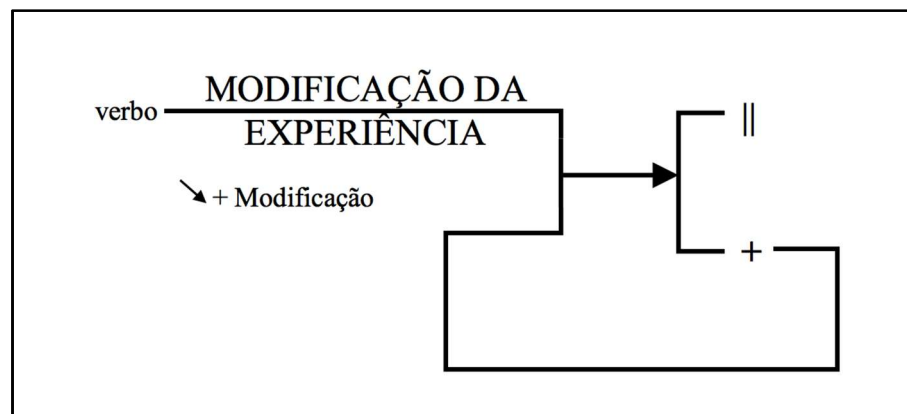 MODIFICAÇÃO DA
verbo
EXPERIÊNCIA
↘ + Modificação
||
+